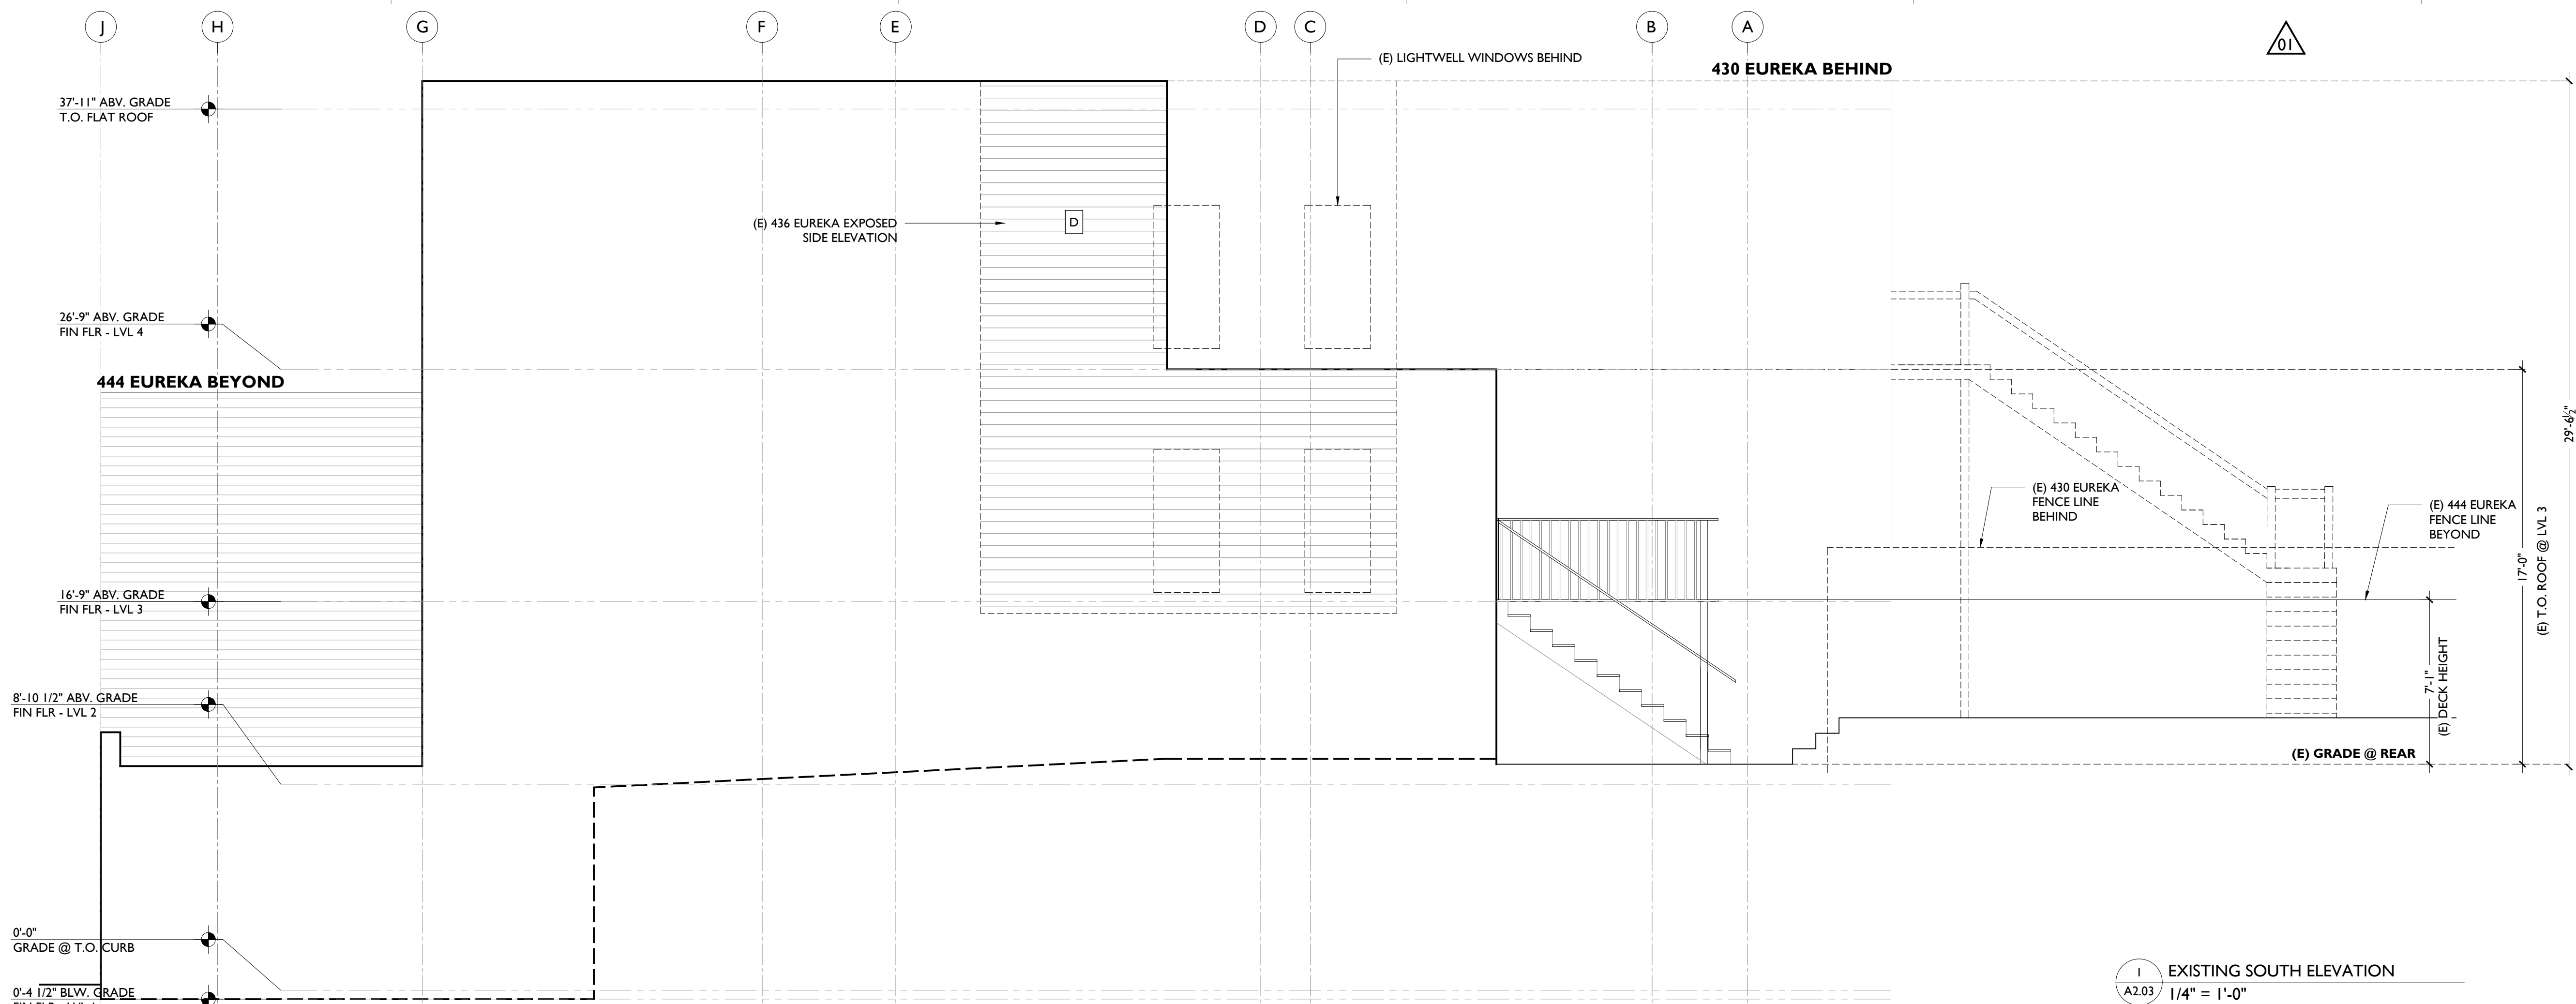 J
H
G
F
E
D
C
B
A
01
(E) LIGHTWELL WINDOWS BEHIND
430 EUREKA BEHIND
37'-11" ABV. GRADE
T.O. FLAT ROOF
(E) 436 EUREKA EXPOSED
SIDE ELEVATION
D
26'-9" ABV. GRADE
FIN FLR - LVL 4
444 EUREKA BEYOND
29'-6½"
(E) 430 EUREKA
FENCE LINE
BEHIND
(E) 444 EUREKA
FENCE LINE
BEYOND
17'-0"
(E) T.O. ROOF @ LVL 3
16'-9" ABV. GRADE
FIN FLR - LVL 3
7'-1"
(E) DECK HEIGHT
8'-10 1/2" ABV. GRADE
FIN FLR - LVL 2
(E) GRADE @ REAR
0'-0"
GRADE @ T.O. CURB
0'-4 1/2" BLW. GRADE
1
A2.03
EXISTING SOUTH ELEVATION
1/4" = 1'-0"